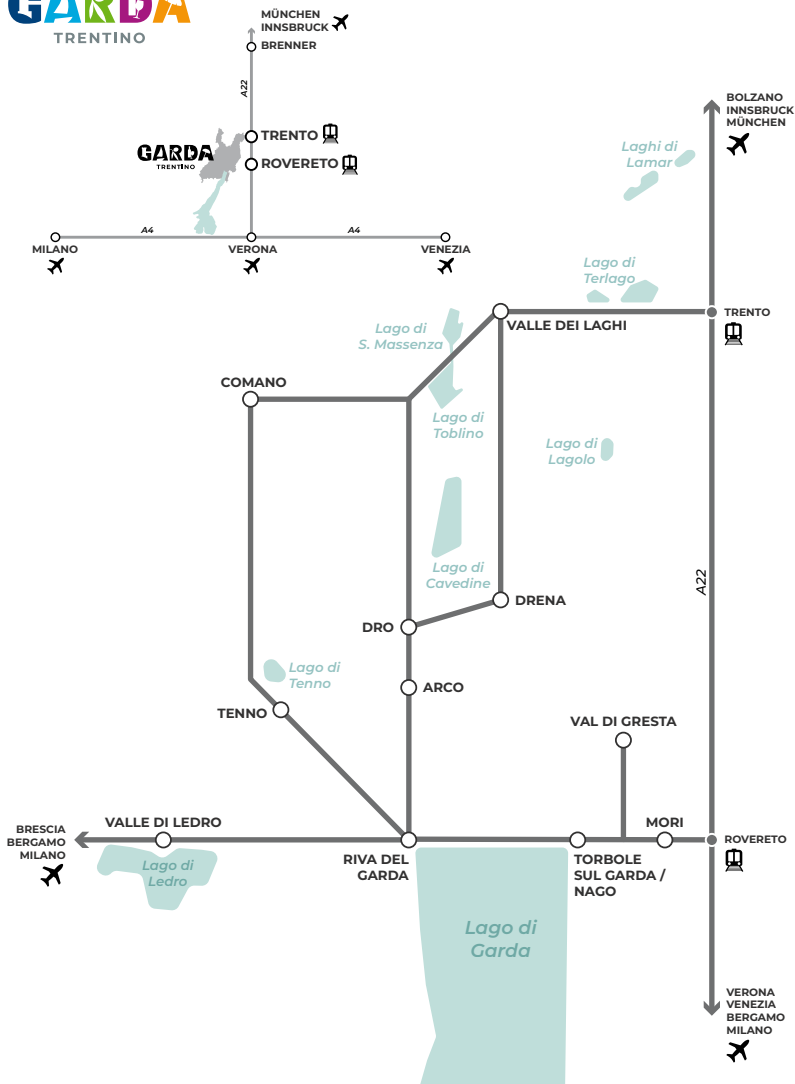 GARDA
TRENTINO
MÜNCHEN
INNSBRUCK
BRENNER
A22
TRENTO
GARDA
TRENTINO
ROVERETO
A4
A4
MILANO
VERONA
VENEZIA
BOLZANO
INNSBRUCK
MÜNCHEN
Laghi di
Lamar
Lago di
Terlago
TRENTO
Lago di
S. Massenza
VALLE DEI LAGHI
COMANO
Lago di
Toblino
Lago di
Lagolo
Lago di
Cavedine
A22
DRENA
DRO
Lago di
Tenno
ARCO
TENNO
VAL DI GRESTA
BRESCIA
BERGAMO
MILANO
VALLE DI LEDRO
MORI
ROVERETO
Lago di
Ledro
RIVA DEL
GARDA
TORBOLE
SUL GARDA /
NAGO
Lago di
Garda
VERONA
VENEZIA
BERGAMO
MILANO